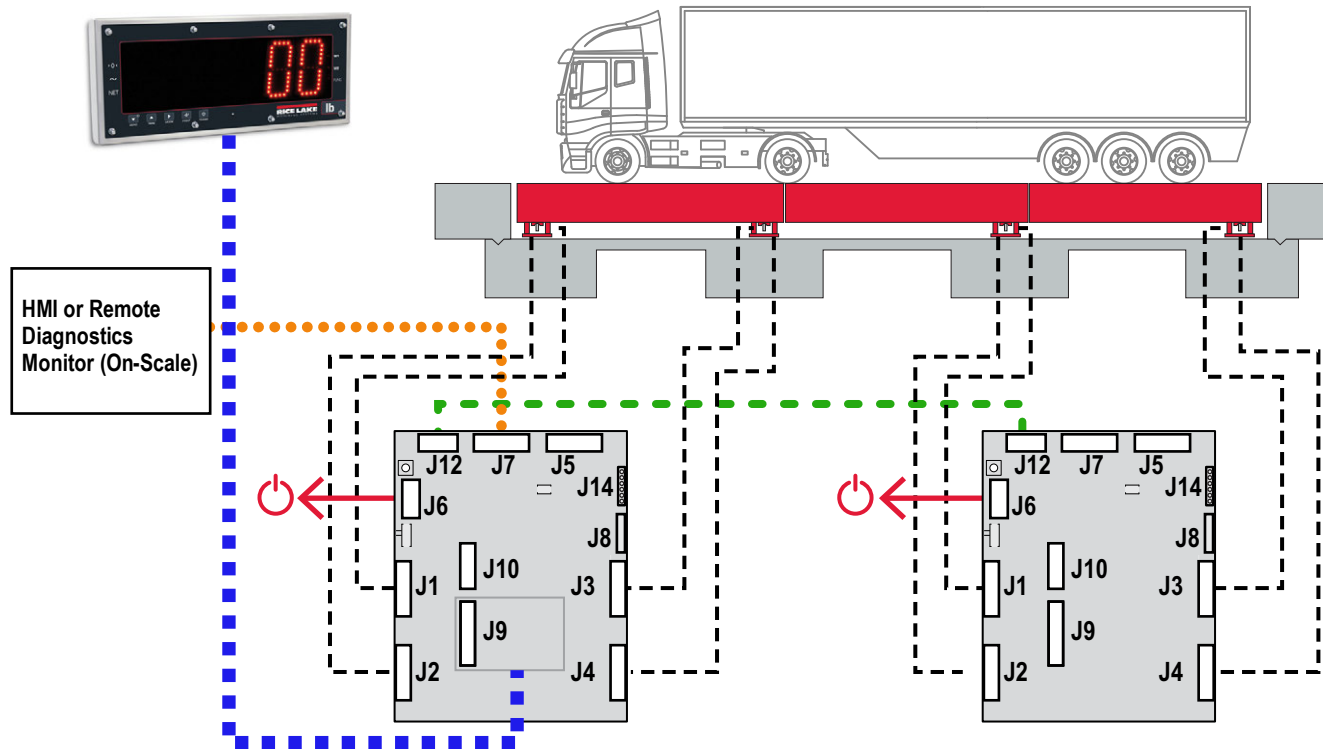 00
NET
RICE LAKE
lb
HMI or Remote
Diagnostics
Monitor (On-Scale)
J12
J7
J5
J14
J6
J8
J10
J1
J3
J9
J2
J4
J12
J7
J5
J14
J6
J8
J10
J1
J3
J9
J2
J4